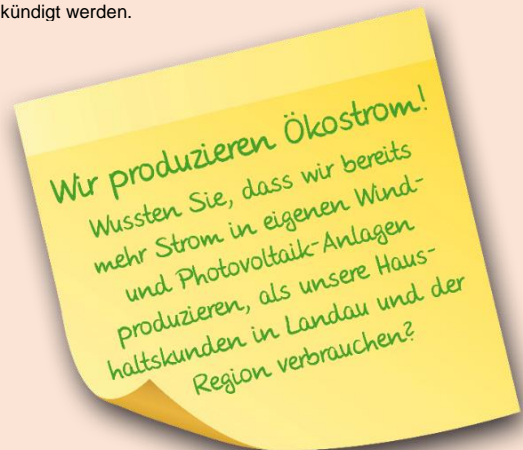 kündigt werden.
Wir produzieren Ökostrom!
Wussten Sie, dass wir bereits
mehr Strom in eigenen Wind-
und Photovoltaik-Anlagen
produzieren, als unsere Haus-
haltskunden in Landau und der
Region verbrauchen?